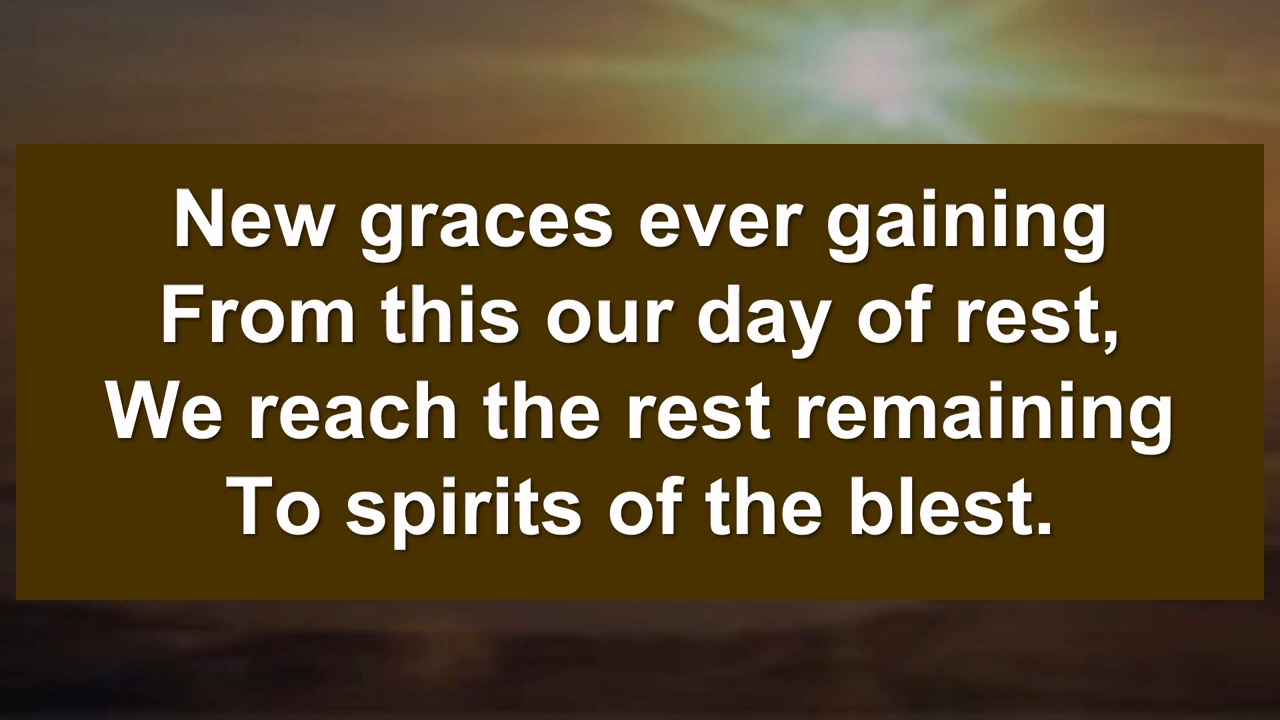 New graces ever gaining
From this our day of rest,
We reach the rest remaining
To spirits of the blest.